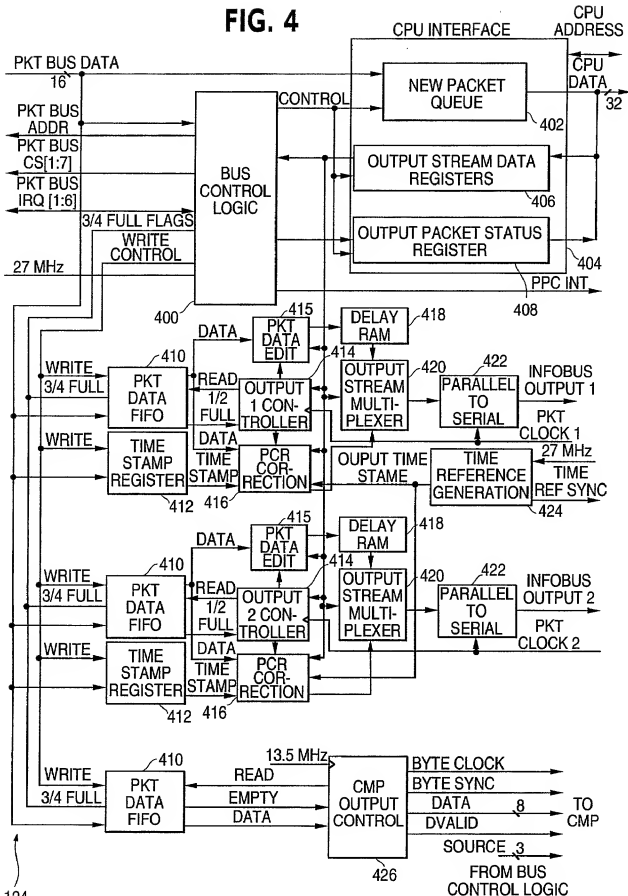 FIG. 4
CPU INTERFACE
CPU
ADDRESS
CPU
DATA
32
PKT BUS DATA
16
PKT BUS
ADDR
PKT BUS
CS[1:7]
PKT BUS
IRQ [1:6]
3/4 FULL FLAGS
WRITE
CONTROL
27 MHz
BUS
CONTROL
LOGIC
400
CONTROL
NEW PACKET
QUEUE
402
OUTPUT STREAM DATA
REGISTERS
406
OUTPUT PACKET STATUS
REGISTER
408
404
PPC INT
415
PKT
DATA
EDIT
DELAY
RAM
418
DATA
WRITE
3/4 FULL
410
PKT
DATA
FIFO
READ
1/2
FULL
414
OUTPUT
1 CON-
TROLLER
420
OUTPUT
STREAM
MULTI-
PLEXER
422
PARALLEL
TO
SERIAL
INFOBUS
OUTPUT 1
PKT
CLOCK 1
WRITE
TIME
STAMP
REGISTER
412
DATA
TIME
STAMP
416
PCR
COR-
RECTION
OUPUT TIME
STAME
TIME
REFERENCE
GENERATION
424
27 MHz
TIME
REF SYNC
415
PKT
DATA
EDIT
DELAY
RAM
418
DATA
WRITE
3/4 FULL
410
PKT
DATA
FIFO
READ
1/2
FULL
414
OUTPUT
2 CON-
TROLLER
420
OUTPUT
STREAM
MULTI-
PLEXER
422
PARALLEL
TO
SERIAL
INFOBUS
OUTPUT 2
PKT
CLOCK 2
WRITE
TIME
STAMP
REGISTER
412
DATA
TIME
STAMP
416
PCR
COR-
RECTION
WRITE
3/4 FULL
410
PKT
DATA
FIFO
13.5 MHz
READ
EMPTY
DATA
CMP
OUTPUT
CONTROL
426
BYTE CLOCK
BYTE SYNC
DATA
8
DVALID
TO
CMP
SOURCE
3
FROM BUS
CONTROL LOGIC